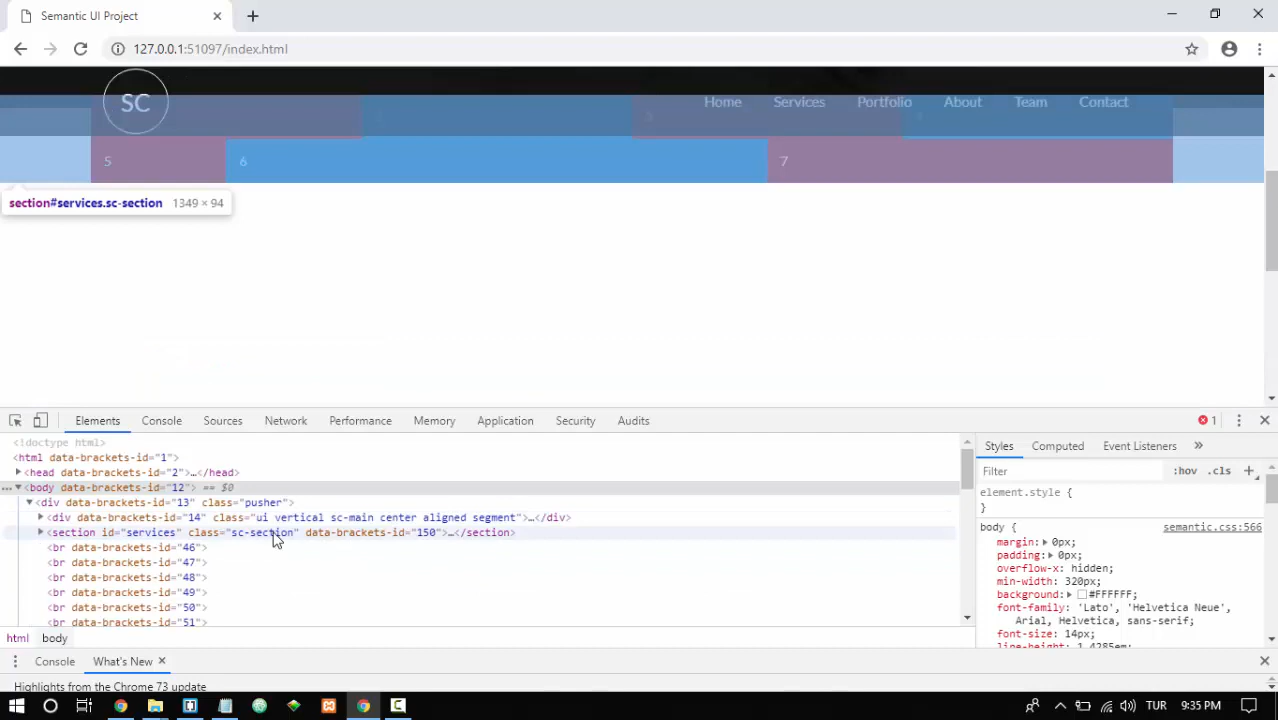 Semantic UI Project
127.0.0.1:51097/index.html
SC
Home Services Portfolio About Team Contact
5 6 7
section#services.sc-section 1349 × 94
Elements Console Sources Network Performance Memory Application Security Audits 1
<!doctype html>
<html data-brackets-id="1">
<head data-brackets-id="2">…</head>
<body data-brackets-id="12"> == $0
<div data-brackets-id="13" class="pusher">
<div data-brackets-id="14" class="ui vertical sc-main center aligned segment">…</div>
<section id="services" class="sc-section" data-brackets-id="150">…</section>
<br data-brackets-id="46">
<br data-brackets-id="47">
<br data-brackets-id="48">
<br data-brackets-id="49">
<br data-brackets-id="50">
<br data-brackets-id="51">
html body
Styles Computed Event Listeners »
Filter :hov .cls +
element.style {
}
body { semantic.css:566
margin: 0px;
padding: 0px;
overflow-x: hidden;
min-width: 320px;
background: #FFFFFF;
font-family: 'Lato', 'Helvetica Neue',
Arial, Helvetica, sans-serif;
font-size: 14px;
line-height: 1.4285em;
Console What's New
Highlights from the Chrome 73 update
TUR 9:35 PM